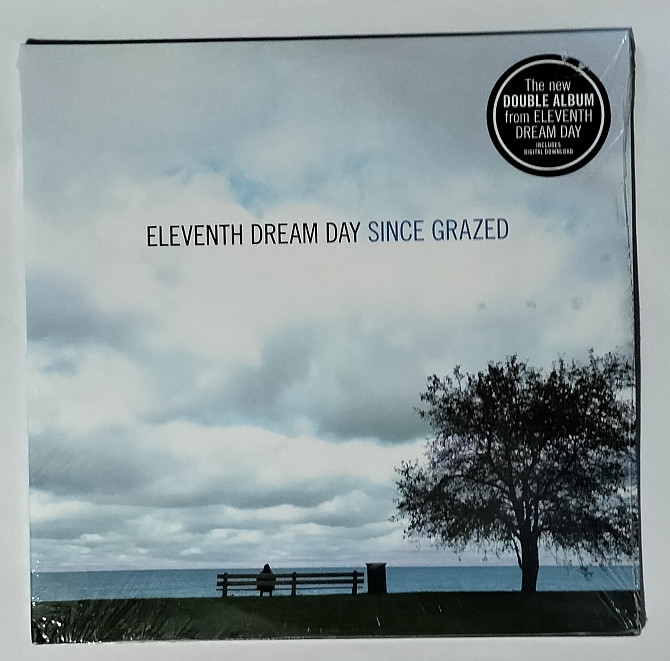 The new
DOUBLE ALBUM
from ELEVENTH
DREAM DAY
INCLUDES
DIGITAL DOWNLOAD
ELEVENTH DREAM DAY SINCE GRAZED